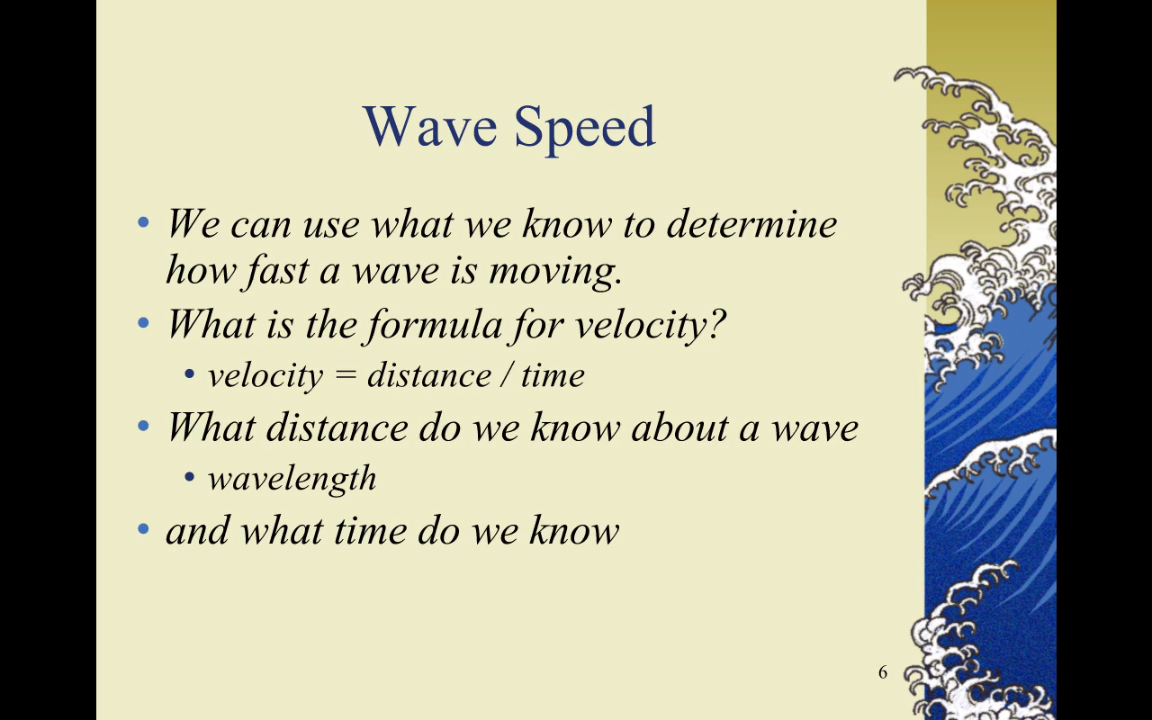 Wave Speed
• We can use what we know to determine
how fast a wave is moving.
• What is the formula for velocity?
• velocity = distance / time
• What distance do we know about a wave
• wavelength
• and what time do we know
6